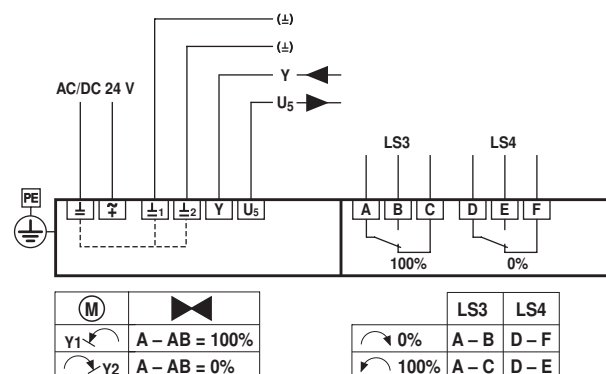 (⊥)
(⊥)
Y
U5
AC/DC 24 V
LS3 LS4
PE
⊥ ~ ⊥1 ⊥2 Y U5 A B C D E F
100% 0%
M
Y1 A – AB = 100%
Y2 A – AB = 0%
LS3 LS4
0% A – B D – F
100% A – C D – E